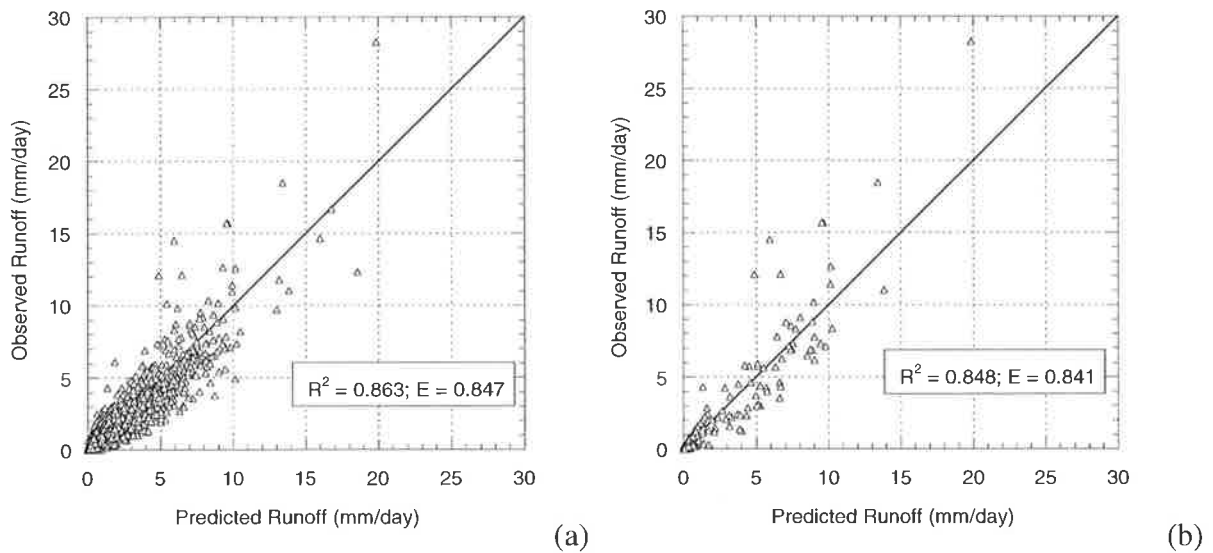 30
25
20
15
10
5
0
Observed Runoff (mm/day)
R² = 0.863; E = 0.847
0 5 10 15 20 25 30
Predicted Runoff (mm/day)
(a)
30
25
20
15
10
5
0
Observed Runoff (mm/day)
R² = 0.848; E = 0.841
0 5 10 15 20 25 30
Predicted Runoff (mm/day)
(b)